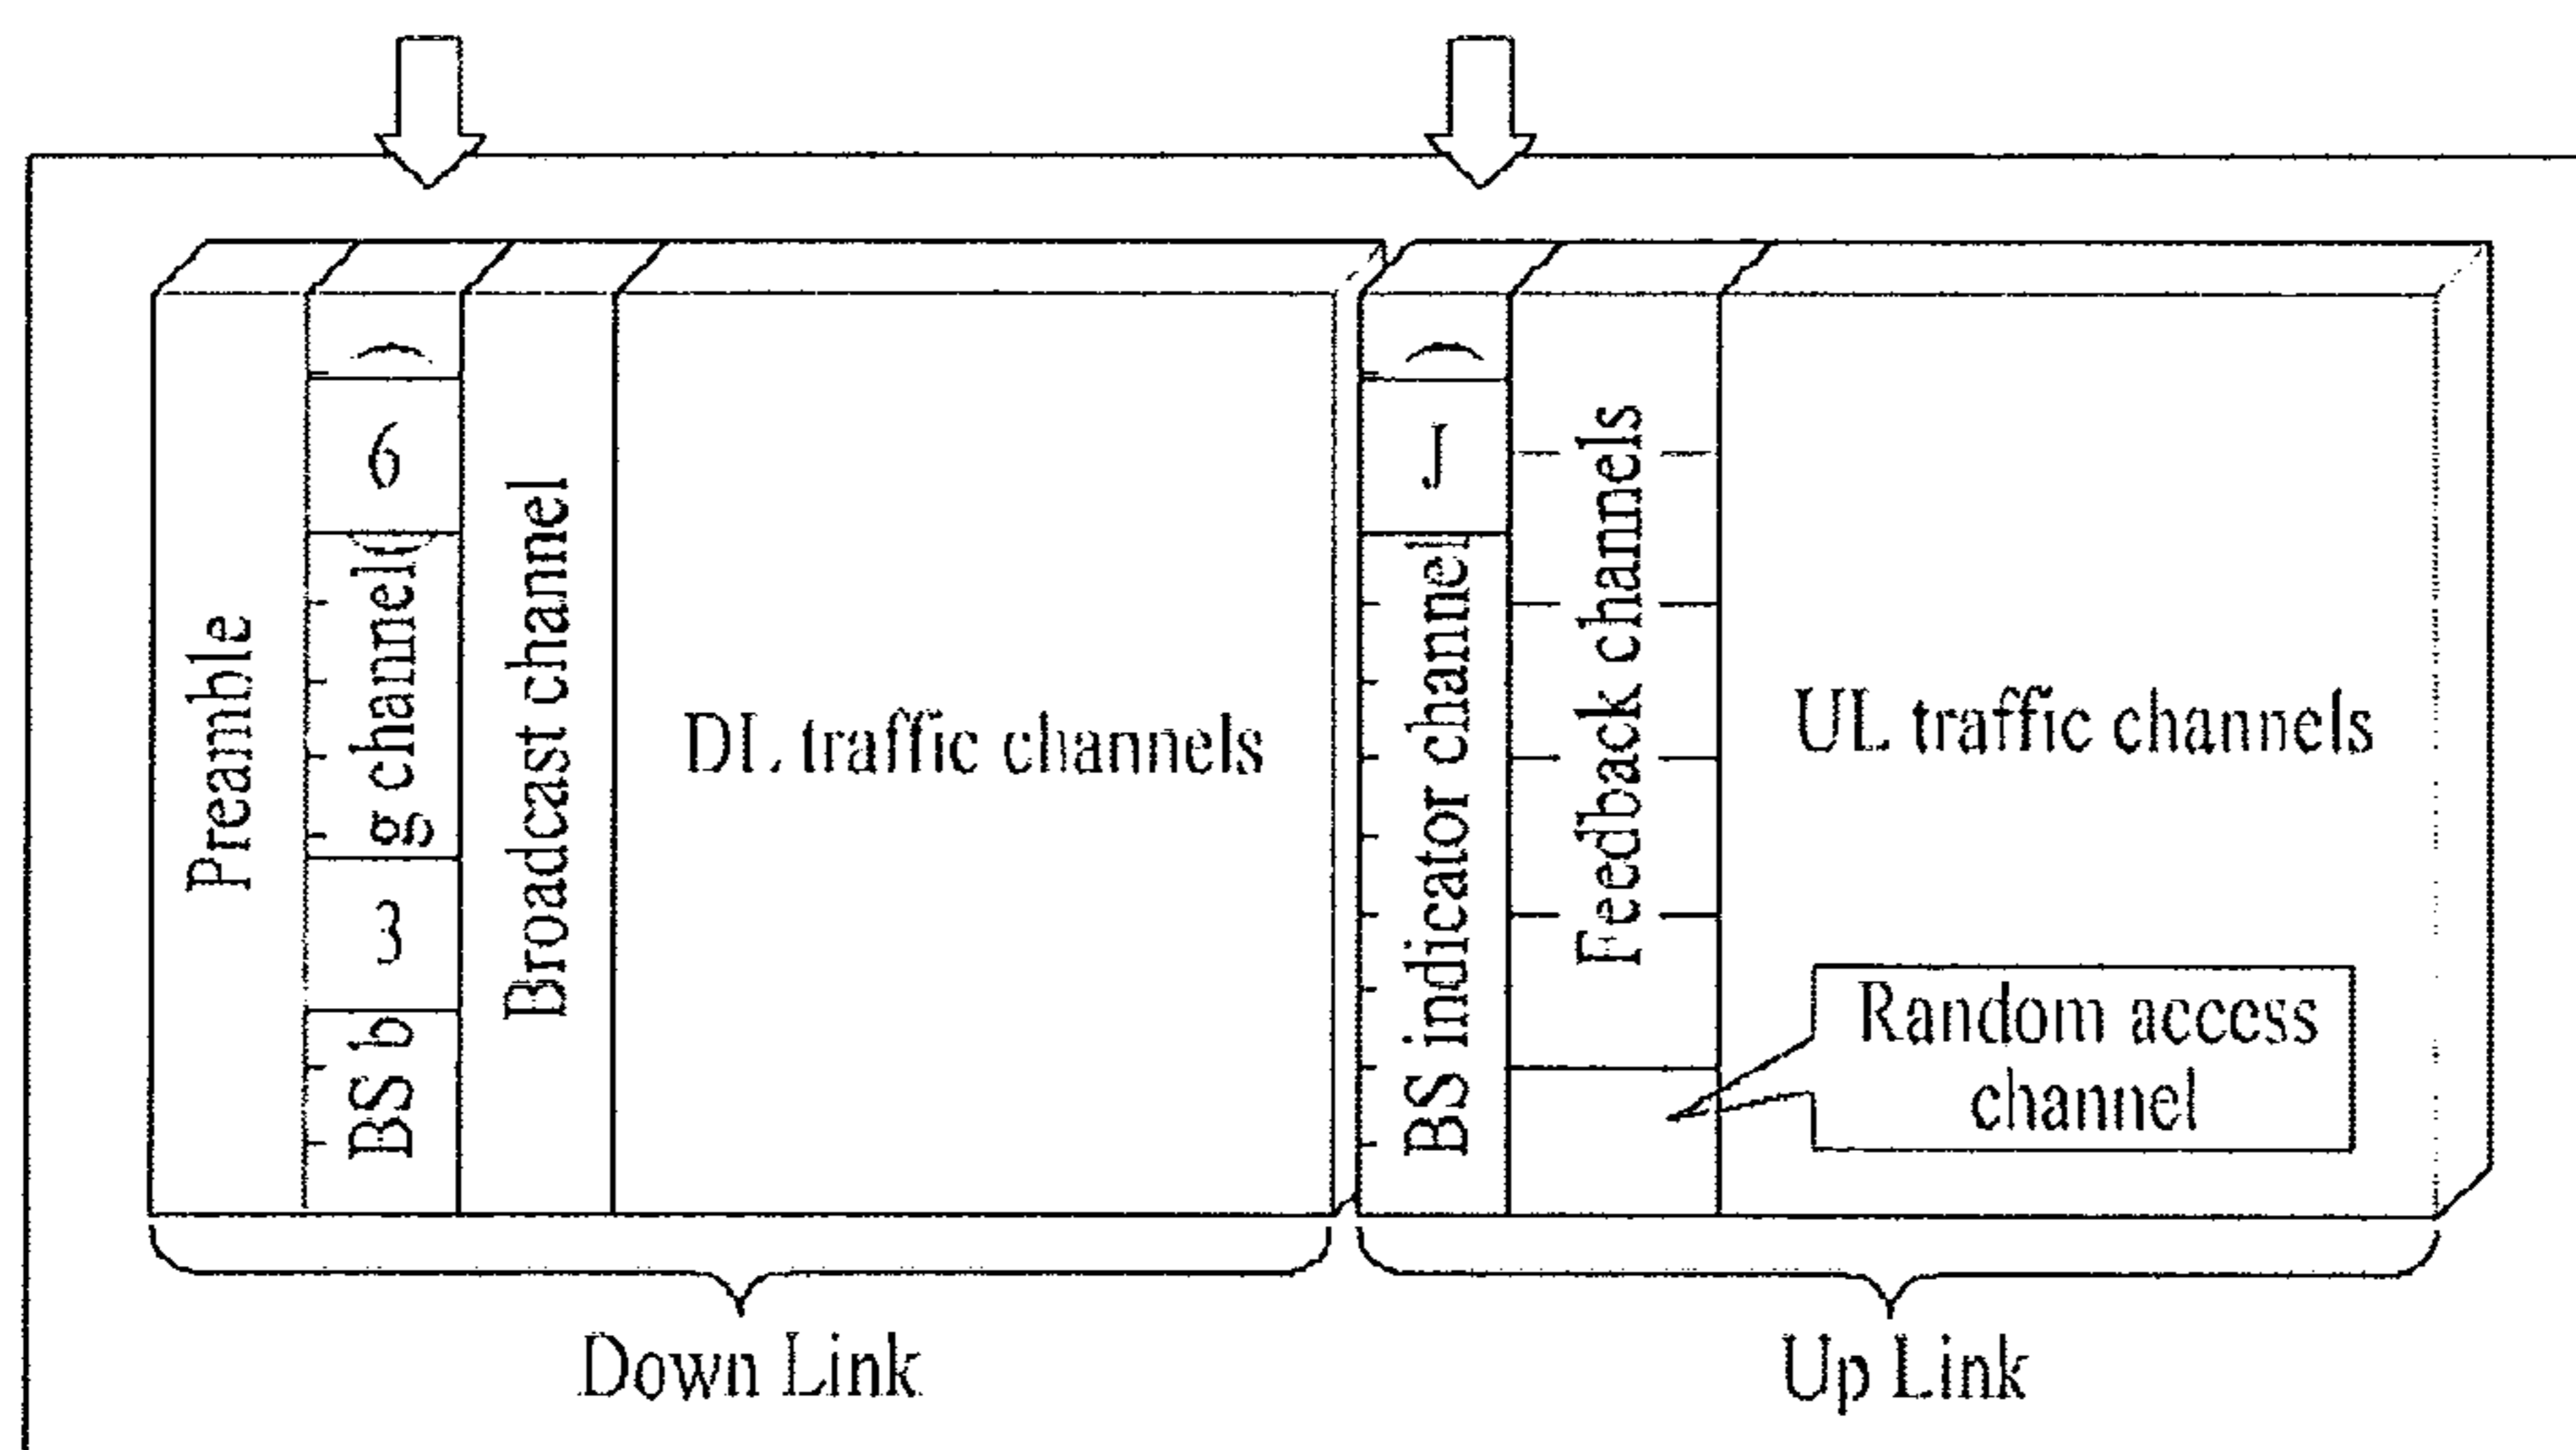 Preamble
BS b
3
g channel(
6
)
Broadcast channel
DL traffic channels
BS indicator channel
J
)
Feedback channels
UL traffic channels
Random access
channel
Down Link
Up Link